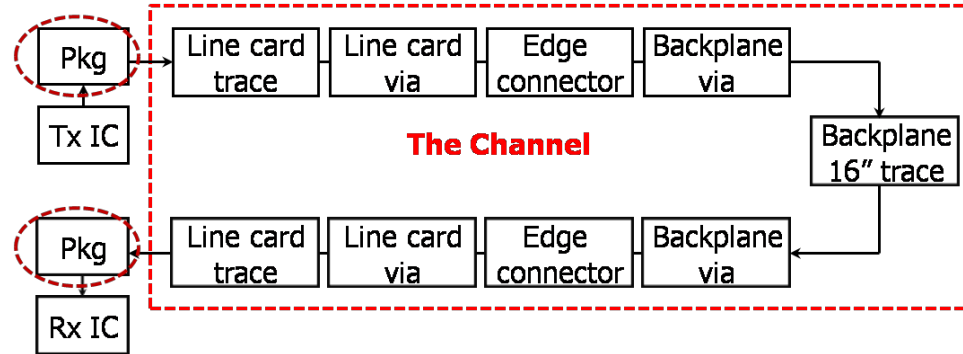 Pkg
Line card
trace
Line card
via
Edge
connector
Backplane
via
Tx IC
The Channel
Backplane
16” trace
Pkg
Line card
trace
Line card
via
Edge
connector
Backplane
via
Rx IC